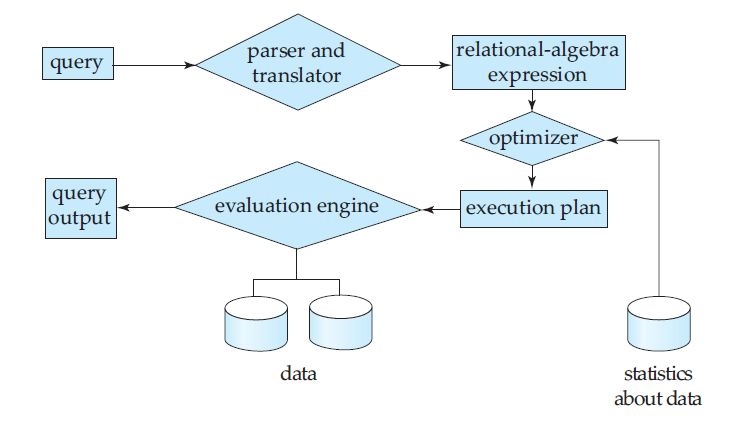 query
parser and
translator
relational-algebra
expression
optimizer
query
output
evaluation engine
execution plan
data
statistics
about data